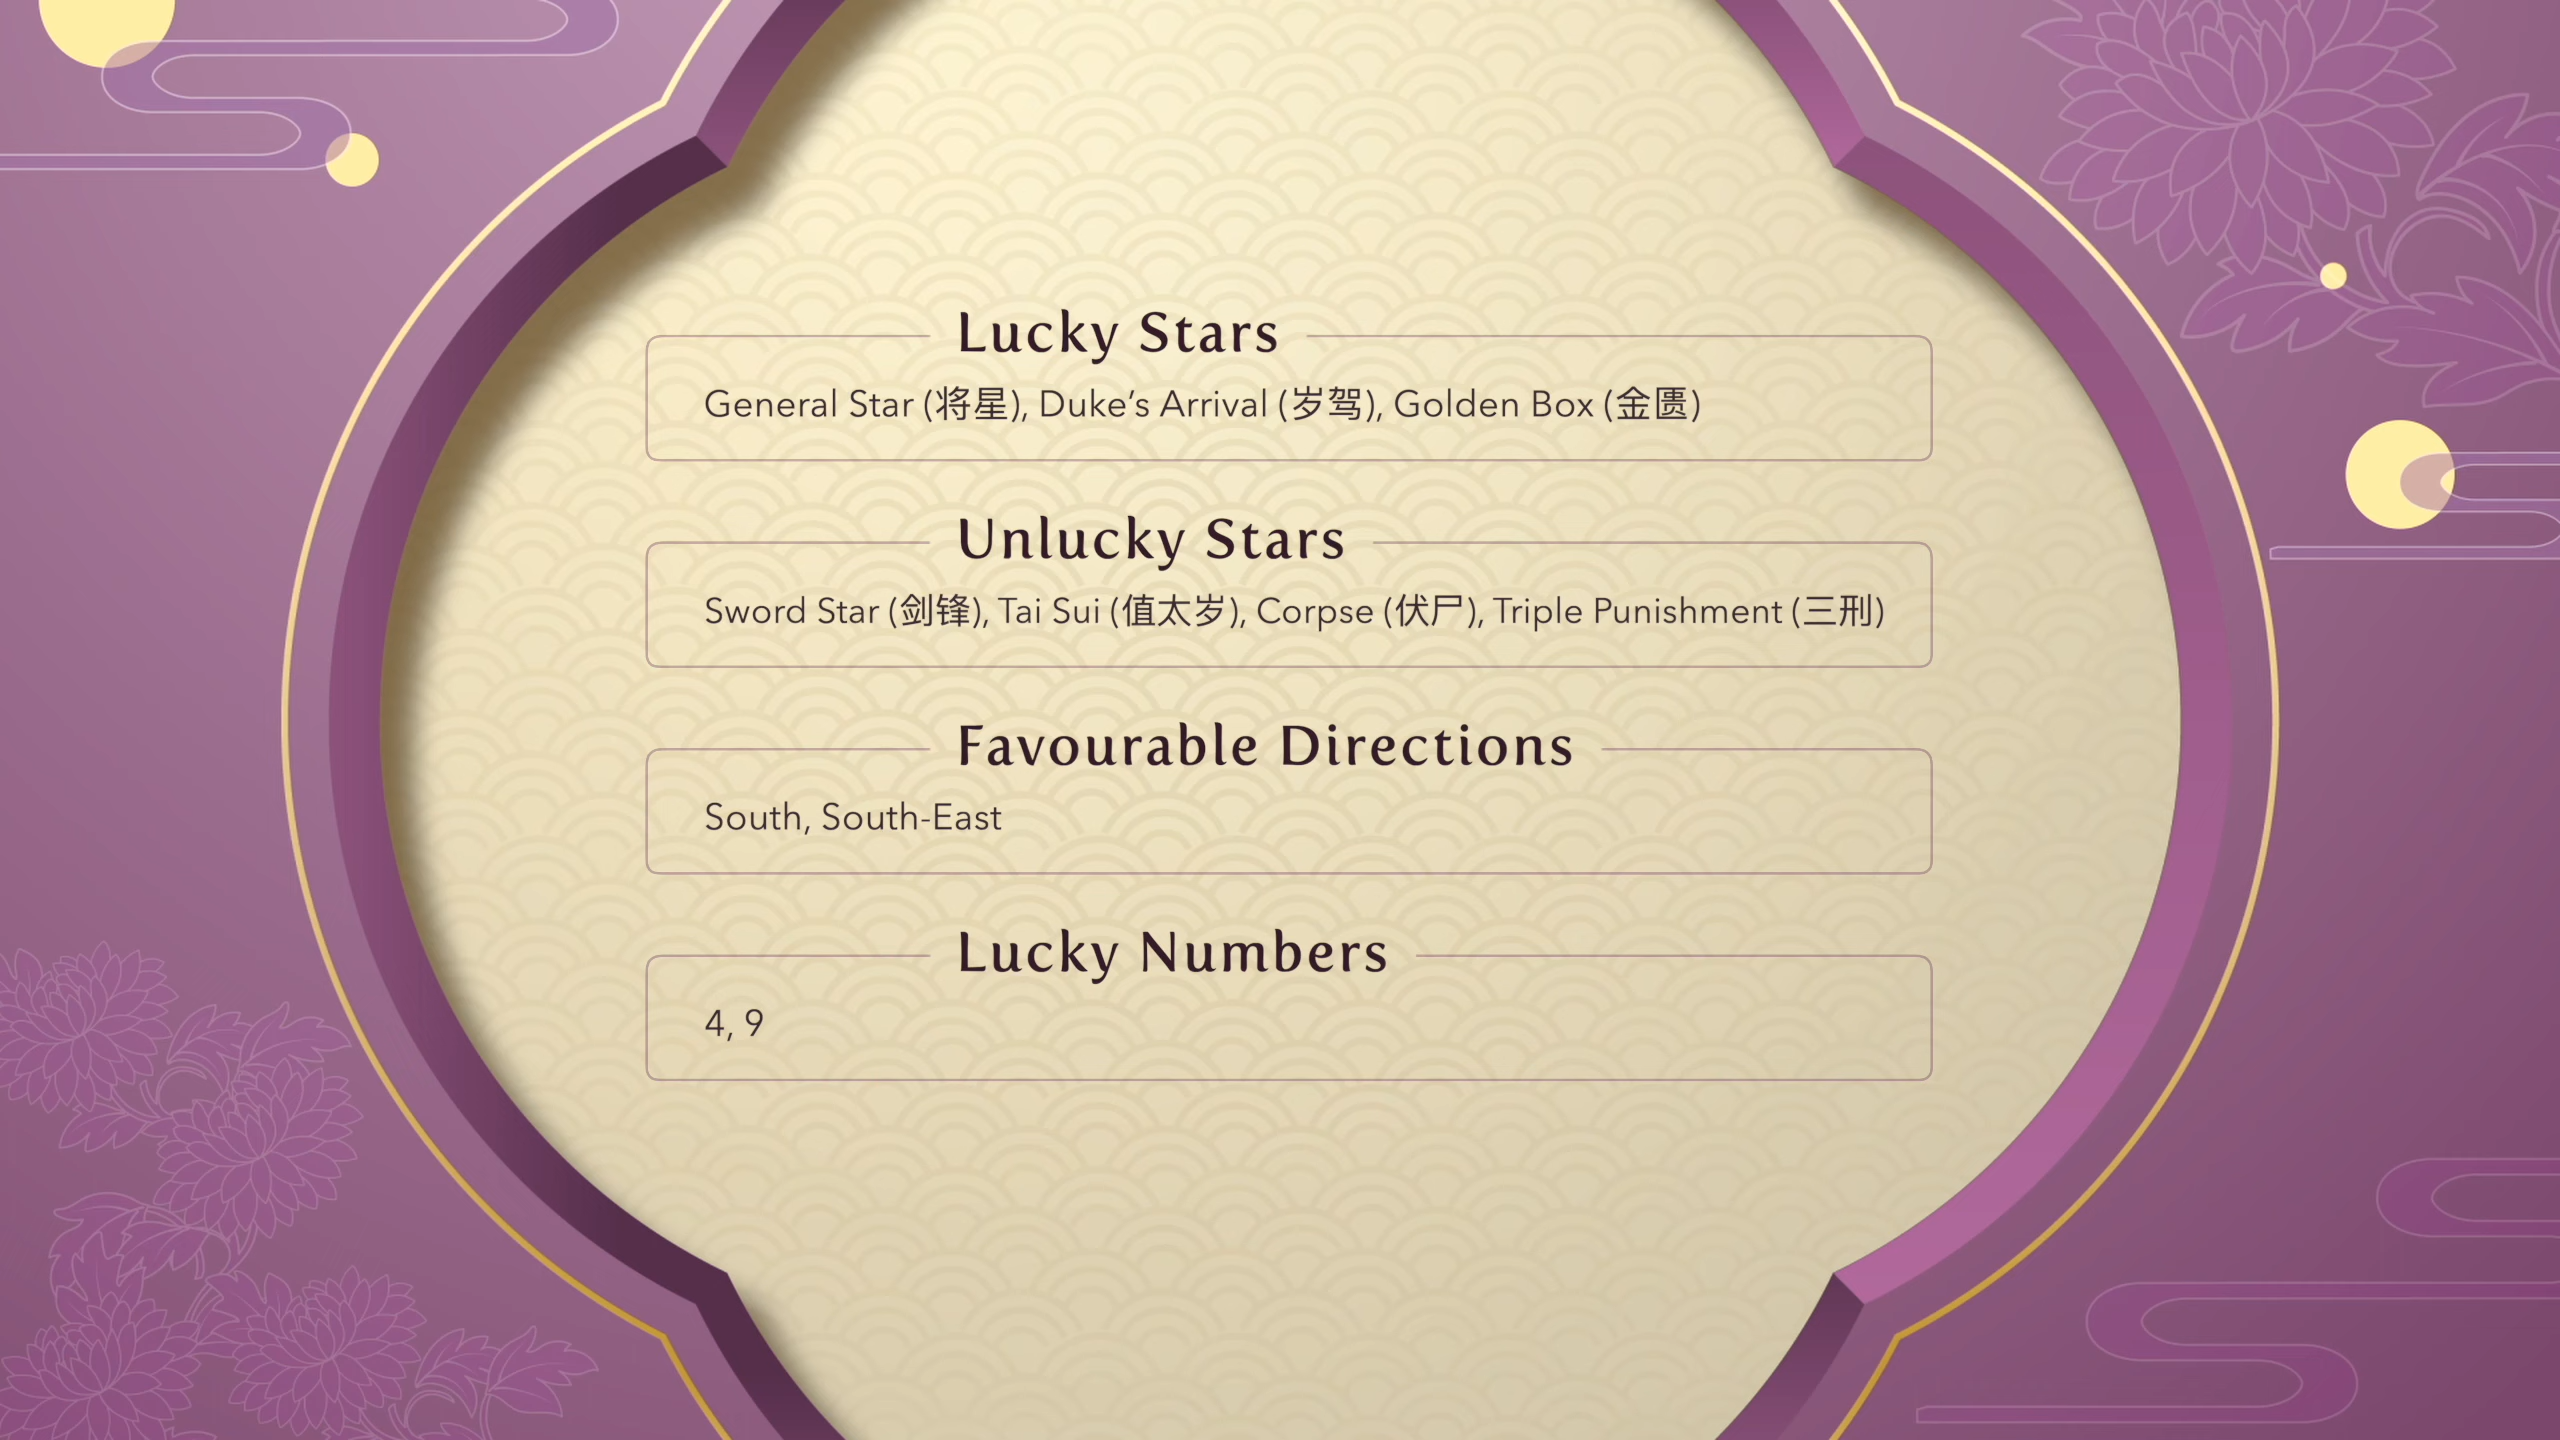 Lucky Stars
General Star (将星), Duke’s Arrival (岁驾), Golden Box (金匮)
Unlucky Stars
Sword Star (剑锋), Tai Sui (值太岁), Corpse (伏尸), Triple Punishment (三刑)
Favourable Directions
South, South-East
Lucky Numbers
4, 9